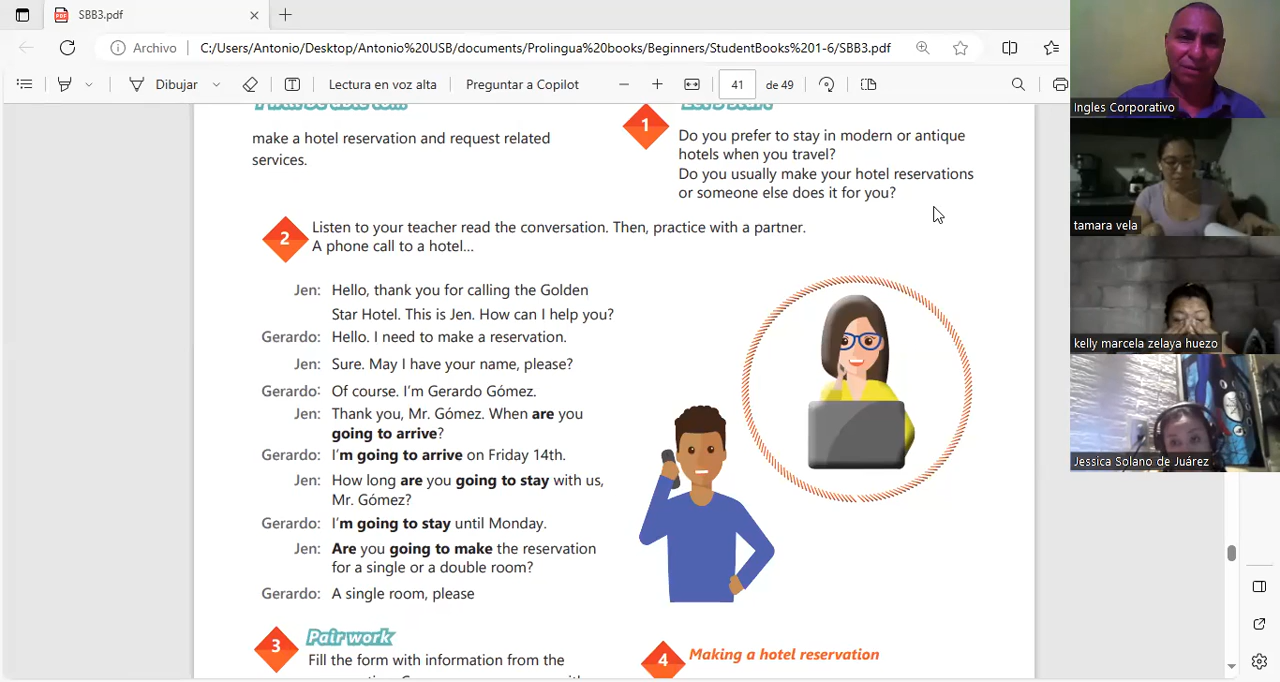 SBB3.pdf
Archivo
C:/Users/Antonio/Desktop/Antonio%20USB/documents/Prolingua%20books/Beginners/StudentBooks%201-6/SBB3.pdf
Dibujar
Lectura en voz alta
Preguntar a Copilot
41
de 49
make a hotel reservation and request related
services.
1
Do you prefer to stay in modern or antique
hotels when you travel?
Do you usually make your hotel reservations
or someone else does it for you?
2
Listen to your teacher read the conversation. Then, practice with a partner.
A phone call to a hotel...
Jen: Hello, thank you for calling the Golden
Star Hotel. This is Jen. How can I help you?
Gerardo: Hello. I need to make a reservation.
Jen: Sure. May I have your name, please?
Gerardo: Of course. I'm Gerardo Gómez.
Jen: Thank you, Mr. Gómez. When are you
going to arrive?
Gerardo: I'm going to arrive on Friday 14th.
Jen: How long are you going to stay with us,
Mr. Gómez?
Gerardo: I'm going to stay until Monday.
Jen: Are you going to make the reservation
for a single or a double room?
Gerardo: A single room, please
3
Pair work
Fill the form with information from the
4
Making a hotel reservation
Ingles Corporativo
tamara vela
kelly marcela zelaya huezo
Jessica Solano de Juárez